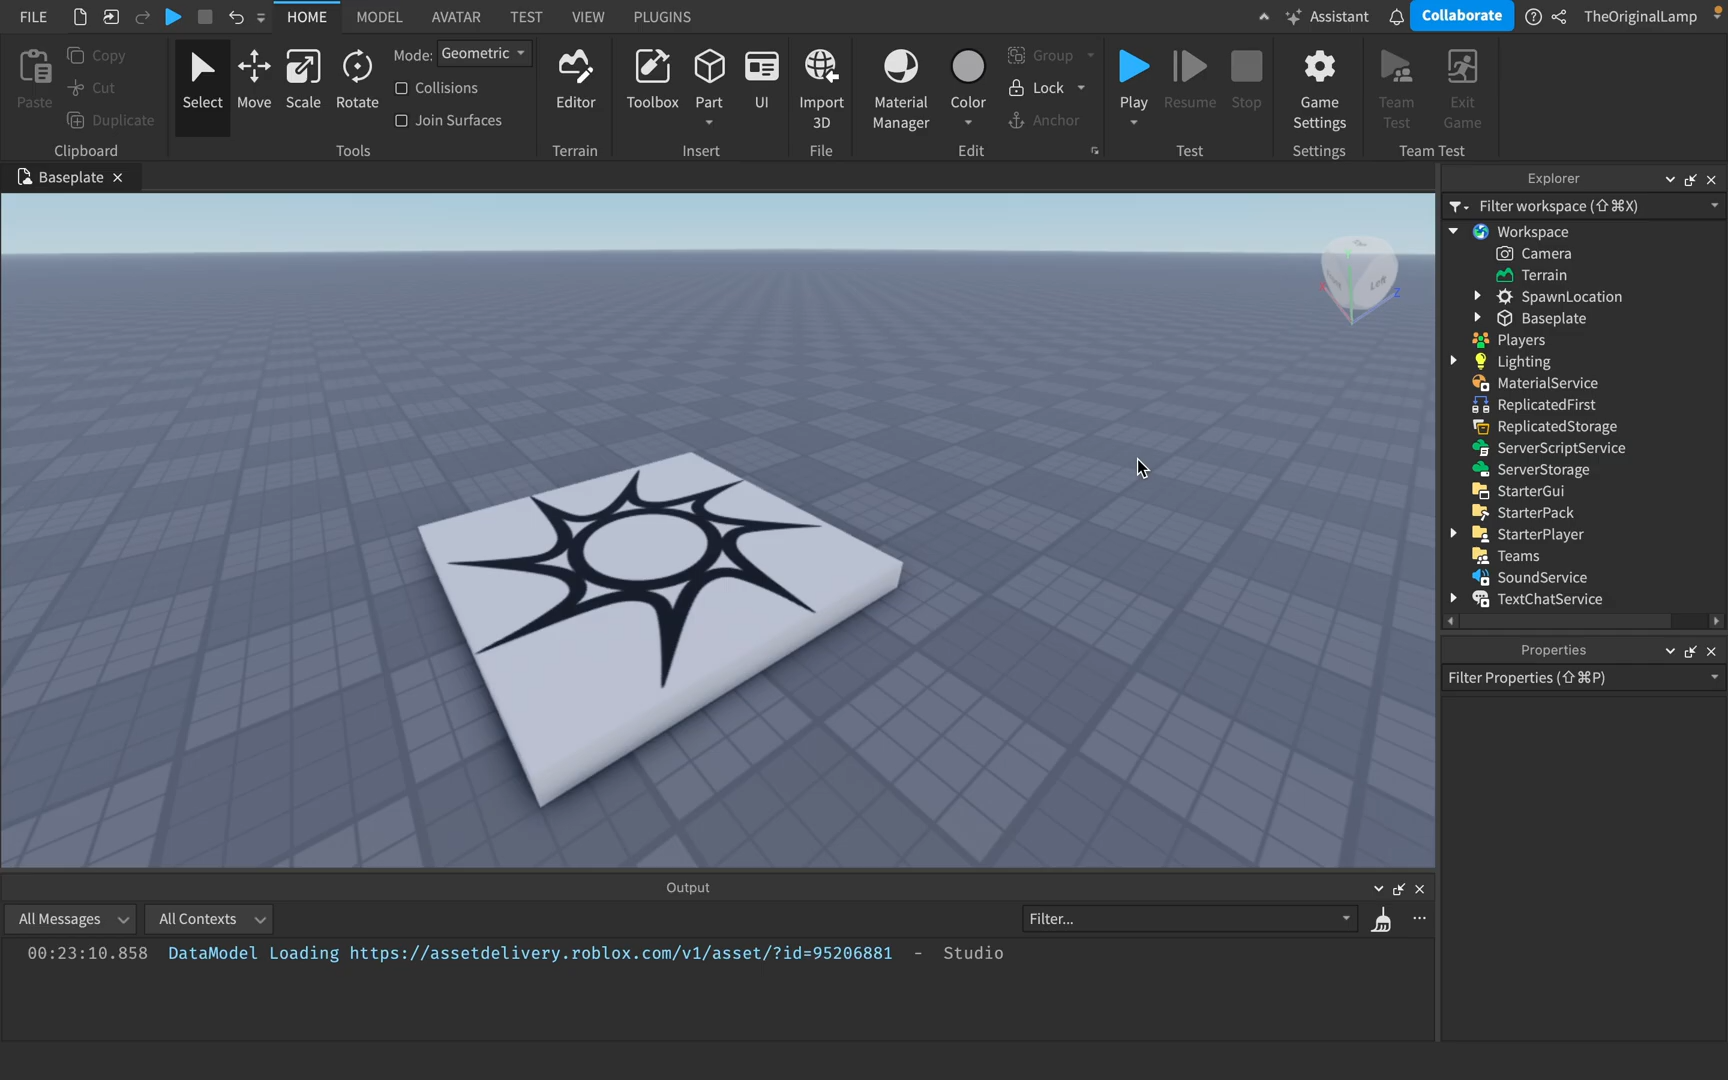 FILE HOME MODEL AVATAR TEST VIEW PLUGINS Assistant Collaborate TheOriginalLamp
Paste Copy Cut Duplicate
Clipboard
Select Move Scale Rotate
Mode: Geometric
Collisions
Join Surfaces
Tools
Editor
Terrain
Toolbox Part UI
Insert
Import 3D
File
Material Manager Color Group Lock Anchor
Edit
Play Resume Stop
Test
Game Settings
Settings
Team Test Exit Game
Team Test
Baseplate
Left
Explorer
Filter workspace (⇧⌘X)
Workspace
Camera
Terrain
SpawnLocation
Baseplate
Players
Lighting
MaterialService
ReplicatedFirst
ReplicatedStorage
ServerScriptService
ServerStorage
StarterGui
StarterPack
StarterPlayer
Teams
SoundService
TextChatService
Properties
Filter Properties (⇧⌘P)
Output
All Messages All Contexts Filter...
00:23:10.858 DataModel Loading https://assetdelivery.roblox.com/v1/asset/?id=95206881 - Studio